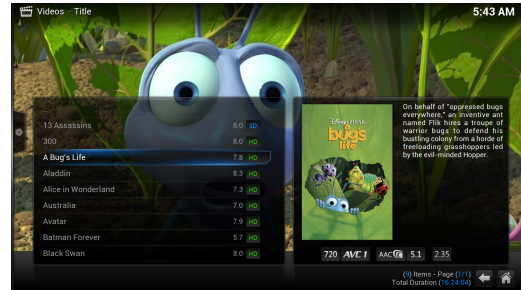 Videos - Title
5:43 AM
13 Assassins 8.0 SD
300 8.0 HD
A Bug's Life 7.8 HD
Aladdin 8.3 HD
Alice in Wonderland 7.3 HD
Australia 7.0 HD
Avatar 7.9 HD
Batman Forever 5.7 HD
Black Swan 8.0 HD
Disney·PIXAR
a
bug's
life
On behalf of "oppressed bugs
everywhere," an inventive ant
named Flik hires a troupe of
warrior bugs to defend his
bustling colony from a horde of
freeloading grasshoppers led
by the evil-minded Hopper.
720 AVC1 AAC 5.1 2.35
(9) Items - Page (1/1)
Total Duration (16:24:04)